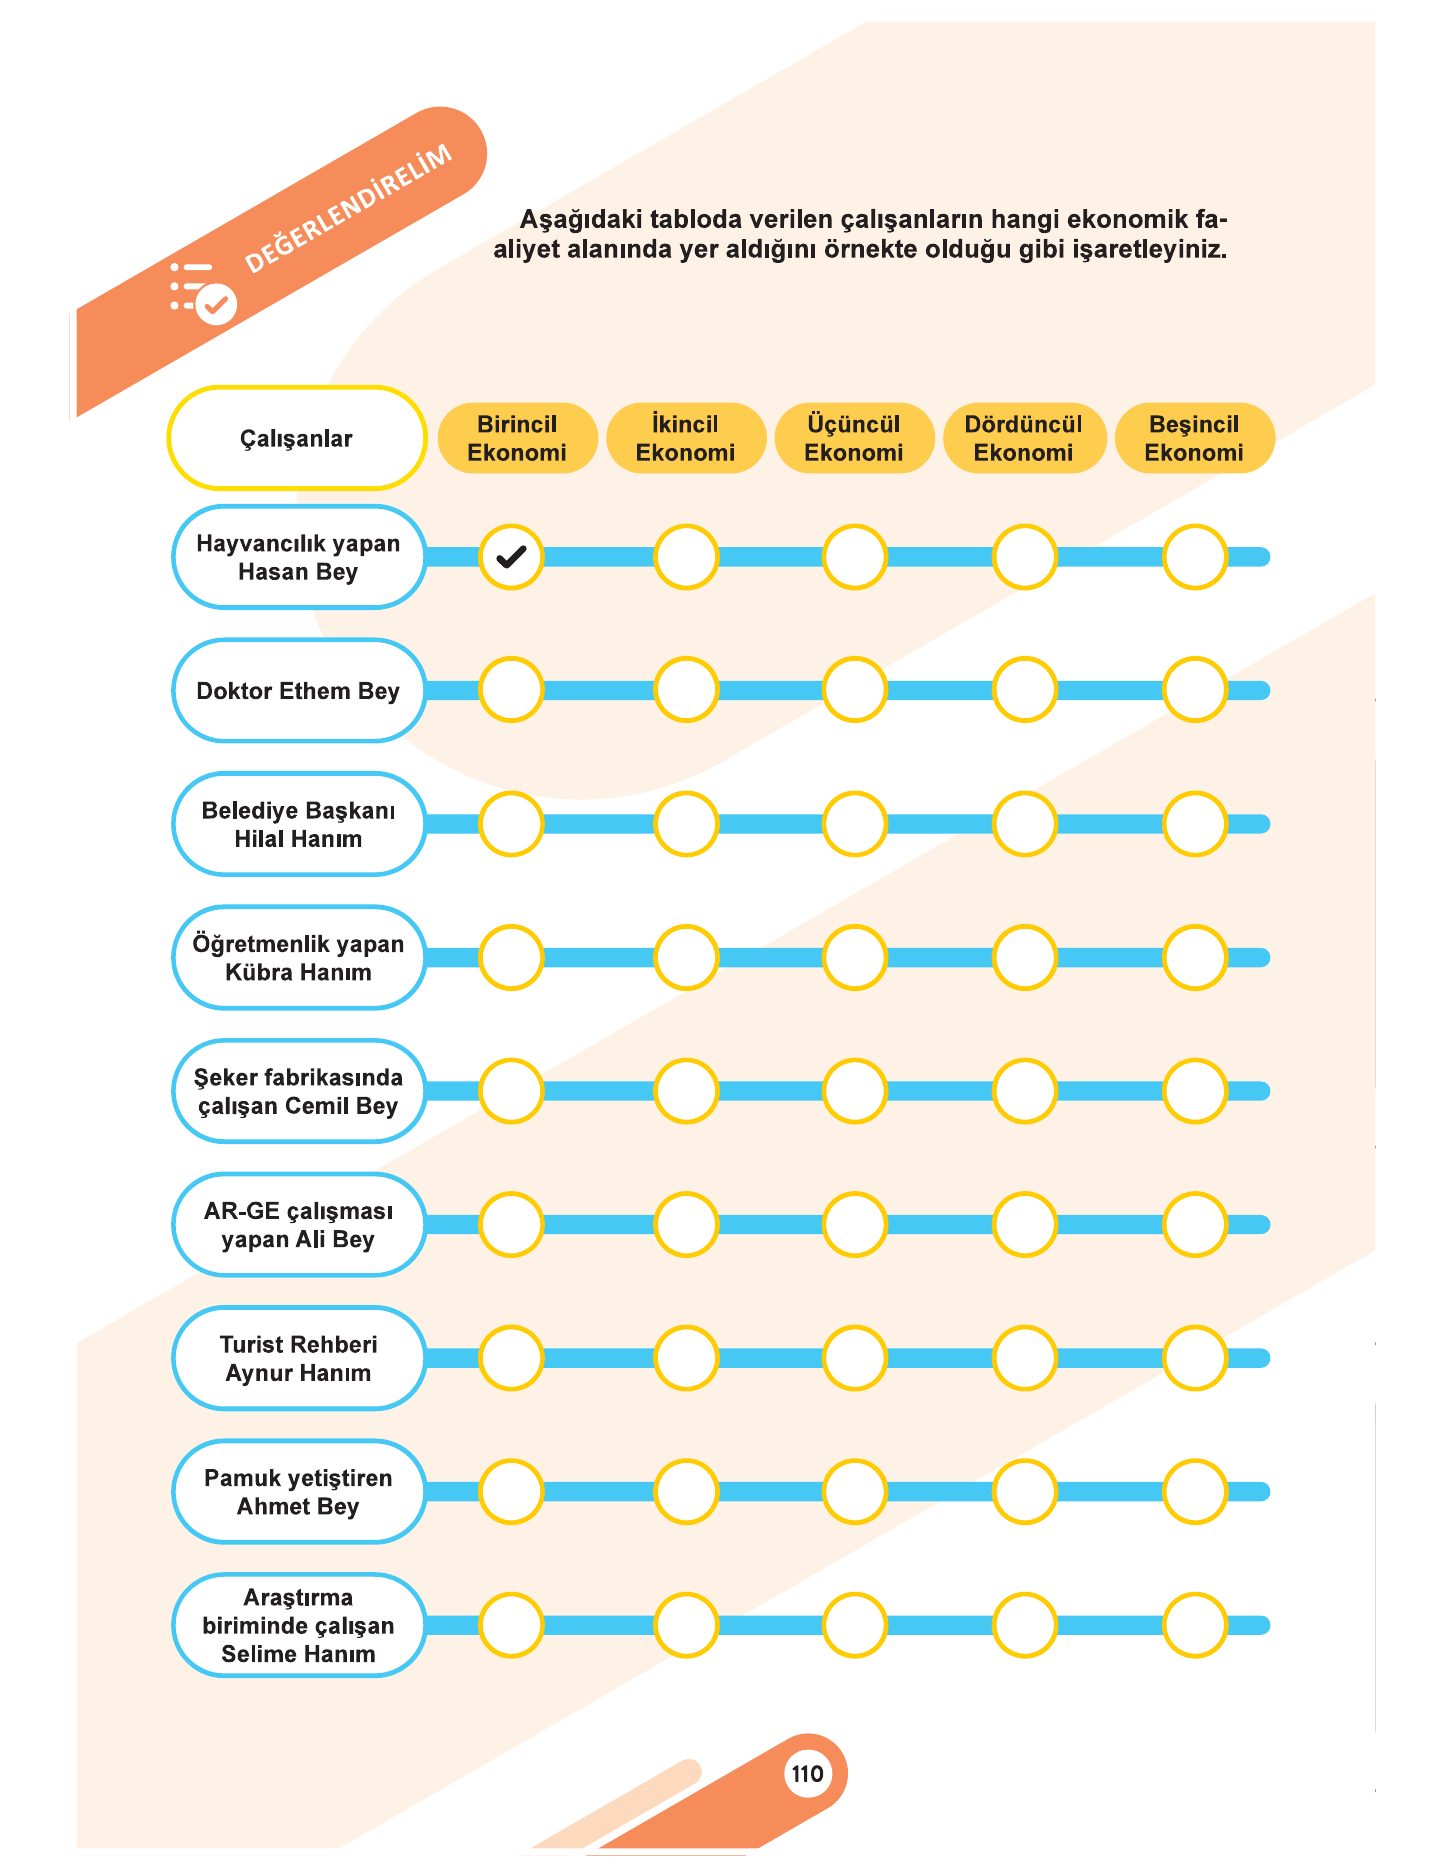 DEĞERLENDİRELİM
Aşağıdaki tabloda verilen çalışanların hangi ekonomik fa-
aliyet alanında yer aldığını örnekte olduğu gibi işaretleyiniz.
Çalışanlar
Birincil
Ekonomi
İkincil
Ekonomi
Üçüncül
Ekonomi
Dördüncül
Ekonomi
Beşincil
Ekonomi
Hayvancılık yapan
Hasan Bey
Doktor Ethem Bey
Belediye Başkanı
Hilal Hanım
Öğretmenlik yapan
Kübra Hanım
Şeker fabrikasında
çalışan Cemil Bey
AR-GE çalışması
yapan Ali Bey
Turist Rehberi
Aynur Hanım
Pamuk yetiştiren
Ahmet Bey
Araştırma
biriminde çalışan
Selime Hanım
110